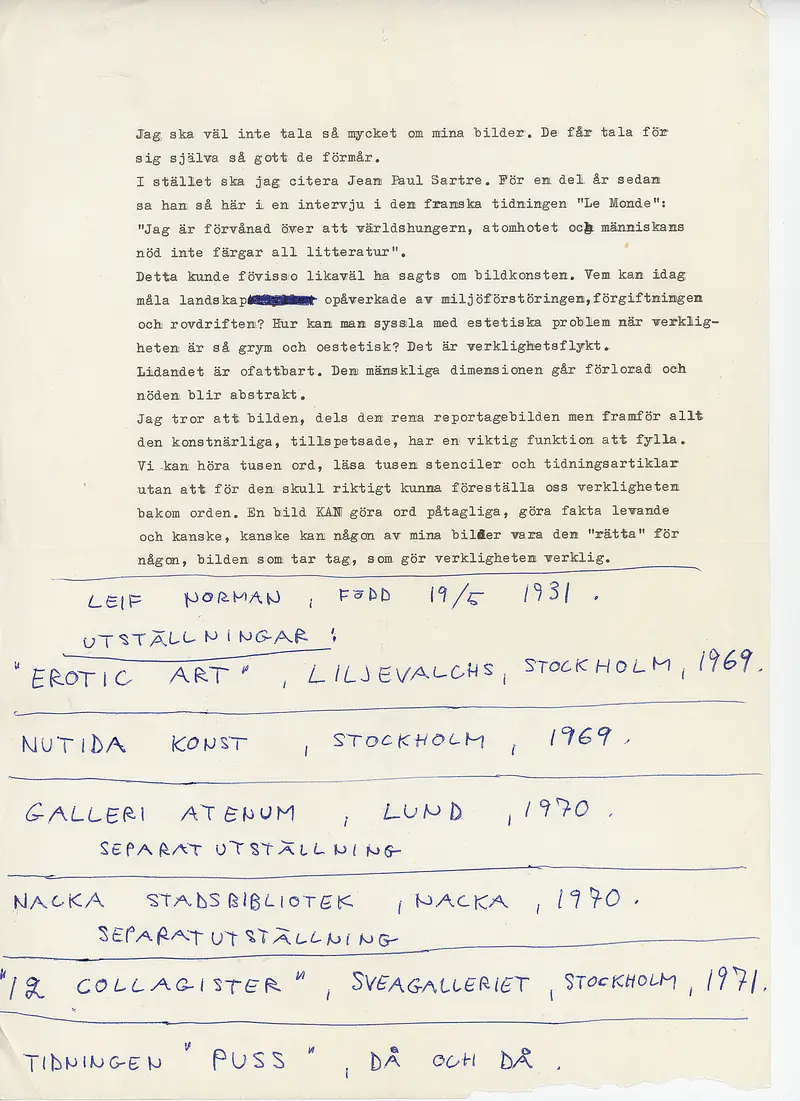 Jag ska väl inte tala så mycket om mina bilder. De får tala för
sig själva så gott de förmår.
I stället ska jag citera Jean Paul Sartre. För en del år sedan
sa han så här i en intervju i den franska tidningen "Le Monde":
"Jag är förvånad över att världshungern, atomhotet och människans
nöd inte färgar all litteratur".
Detta kunde fövisso likaväl ha sagts om bildkonsten. Vem kan idag
måla landskap opåverkade av miljöförstöringen,förgiftningen
och rovdriften? Hur kan man syssla med estetiska problem när verklig-
heten är så grym och oestetisk? Det är verklighetsflykt.
Lidandet är ofattbart. Den mänskliga dimensionen går förlorad och
nöden blir abstrakt.
Jag tror att bilden, dels den rena reportagebilden men framför allt
den konstnärliga, tillspetsade, har en viktig funktion att fylla.
Vi kan höra tusen ord, läsa tusen stenciler och tidningsartiklar
utan att för den skull riktigt kunna föreställa oss verkligheten
bakom orden. En bild KAN göra ord påtagliga, göra fakta levande
och kanske, kanske kan någon av mina bilder vara den "rätta" för
någon, bilden som tar tag, som gör verkligheten verklig.
LEIF NORMAN, FÖDD 19/5 1931.
UTSTÄLLNINGAR:
"EROTIC ART", LILJEVALCHS, STOCKHOLM, 1969.
NUTIDA KONST, STOCKHOLM, 1969.
GALLERI ATENUM, LUND, 1970.
SEPARATUTSTÄLLNING
NACKA STADSBIBLIOTEK, NACKA, 1970.
SEPARATUTSTÄLLNING
"12 COLLAGISTER", SVEAGALLERIET, STOCKHOLM, 1971.
TIDNINGEN "PUSS", DÅ OCH DÅ.